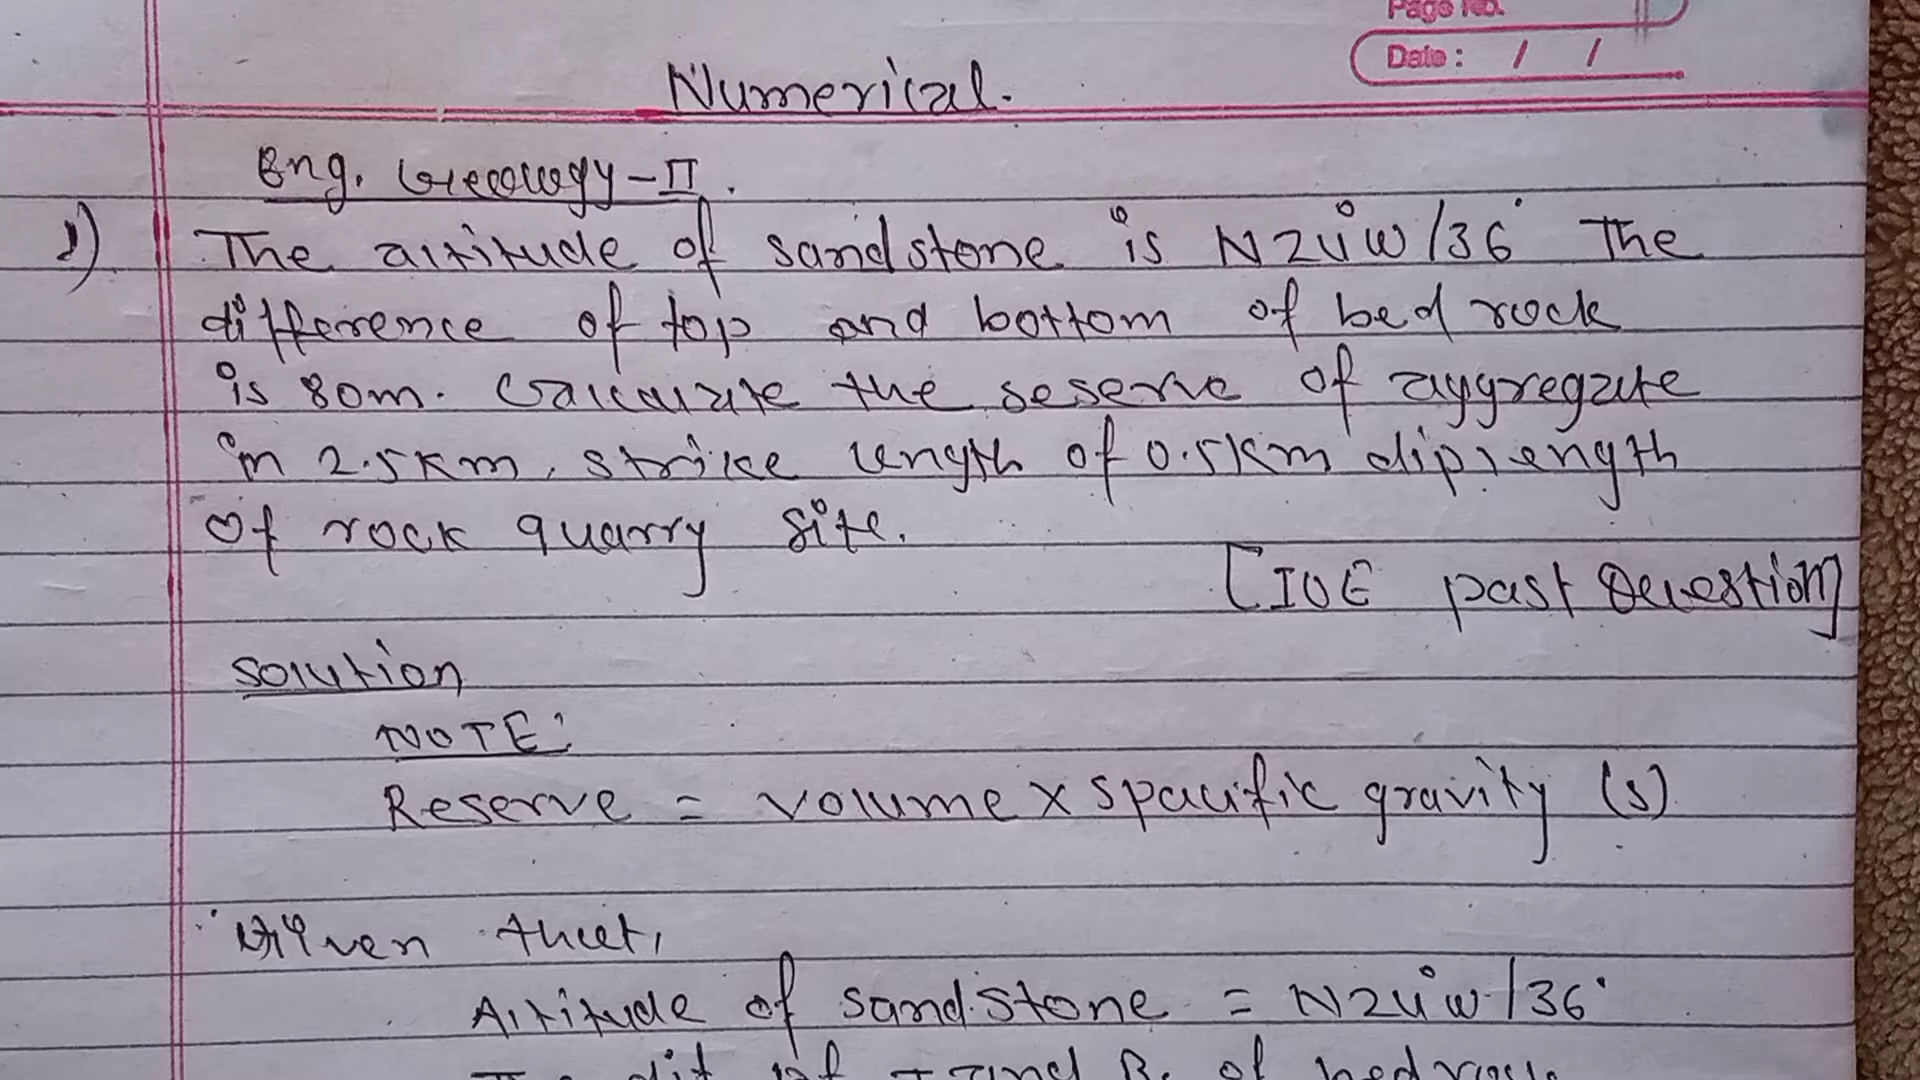 Page No.
Date: / /
Numerical.
Eng. Geology-II.
1) The altitude of sandstone is N24°W/36° The
difference of top and bottom of bed rock
is 80m. Calculate the reserve of aggregate
in 2.5km, strike length of 0.5km dip length
of rock quarry site.
[IOE past Question]
Solution
NOTE:
Reserve = volume x spacific gravity (s)
Given that,
Altitude of sandstone = N24°W/36°
of bedrock